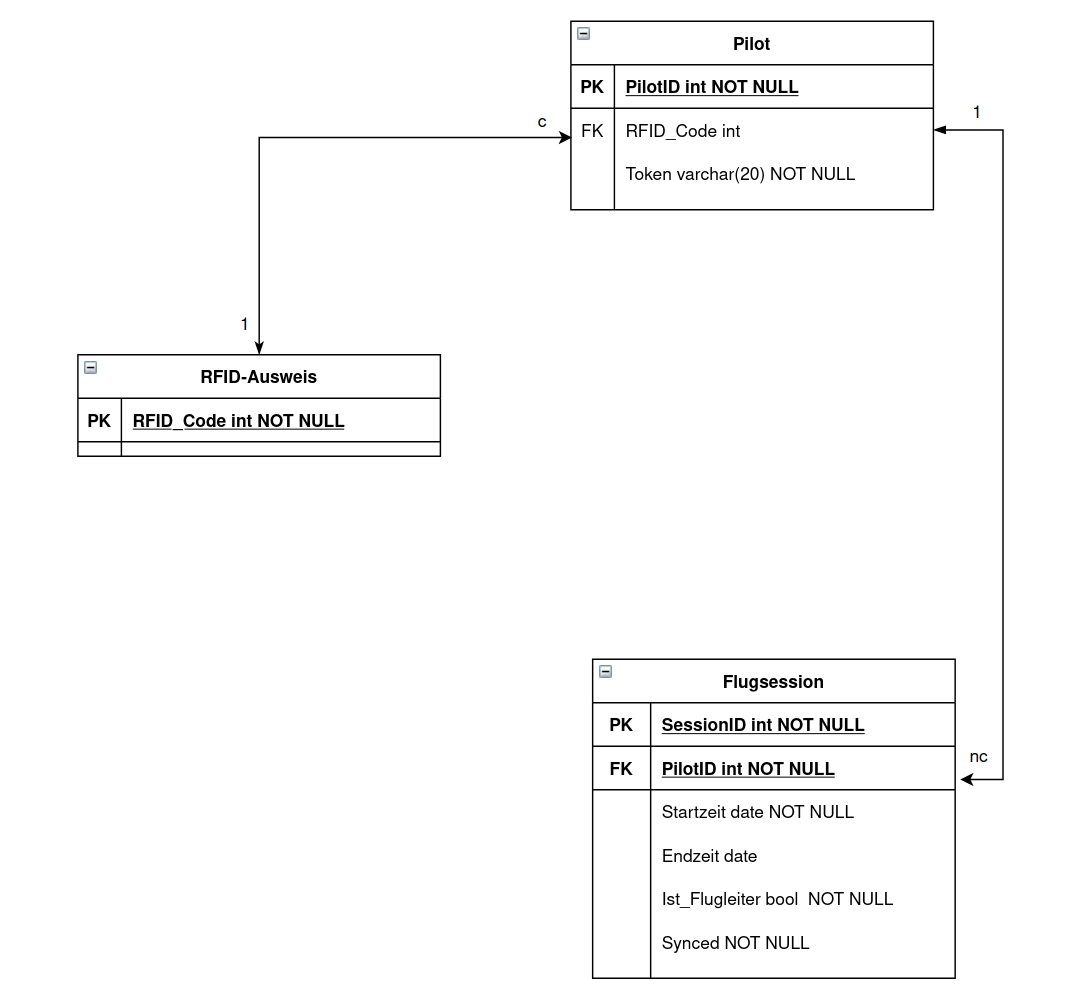 Pilot
PK PilotID int NOT NULL
FK RFID_Code int
Token varchar(20) NOT NULL
c
1
1
RFID-Ausweis
PK RFID_Code int NOT NULL
Flugsession
PK SessionID int NOT NULL
FK PilotID int NOT NULL
nc
Startzeit date NOT NULL
Endzeit date
Ist_Flugleiter bool  NOT NULL
Synced NOT NULL